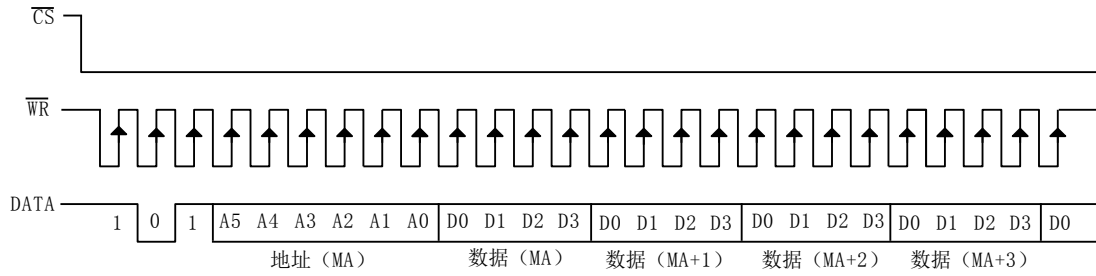 CS
WR
DATA
1 0 1 A5 A4 A3 A2 A1 A0 D0 D1 D2 D3 D0 D1 D2 D3 D0 D1 D2 D3 D0 D1 D2 D3 D0
地址（MA） 数据（MA） 数据（MA+1） 数据（MA+2） 数据（MA+3）